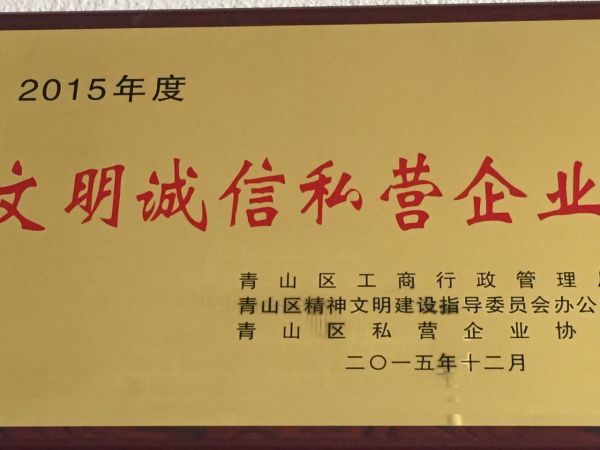 2015年度
文明诚信私营企业
青山区工商行政管理局
青山区精神文明建设指导委员会办公
青山区私营企业协
二〇一五年十二月